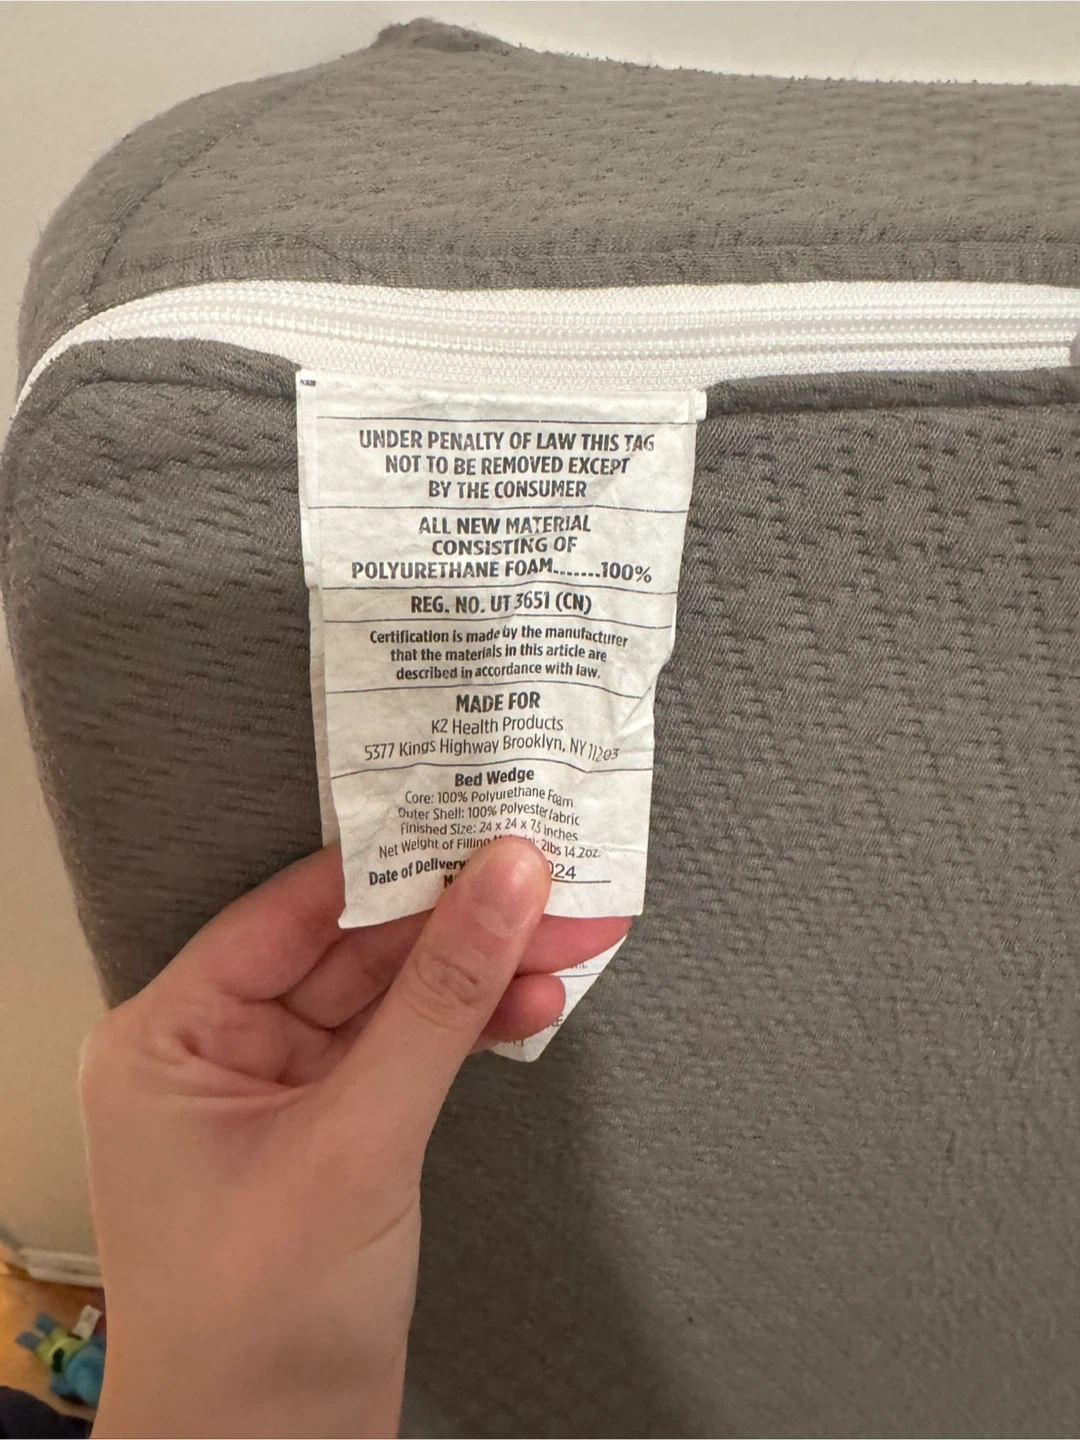 UNDER PENALTY OF LAW THIS TAG
NOT TO BE REMOVED EXCEPT
BY THE CONSUMER
ALL NEW MATERIAL
CONSISTING OF
POLYURETHANE FOAM.......100%
REG. NO. UT 3651 (CN)
Certification is made by the manufacturer
that the materials in this article are
described in accordance with law.
MADE FOR
K2 Health Products
5377 Kings Highway Brooklyn, NY 11203
Bed Wedge
Core: 100% Polyurethane Foam
Outer Shell: 100% Polyester fabric
Finished Size: 24 x 24 x 7.5 inches
Net Weight of Filling 2lbs 14.2oz.
Date of Delivery